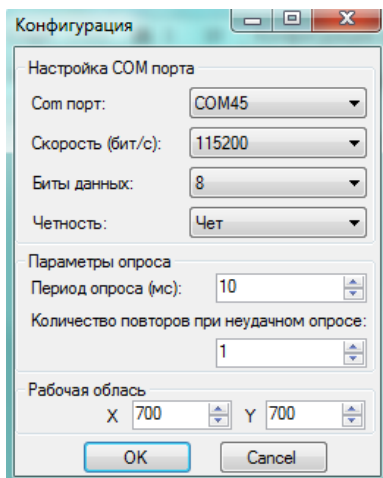 Конфигурация
Настройка COM порта
Com порт: COM45
Скорость (бит/с): 115200
Биты данных: 8
Четность: Чет
Параметры опроса
Период опроса (мс): 10
Количество повторов при неудачном опросе:
1
Рабочая облась
X 700 Y 700
OK Cancel